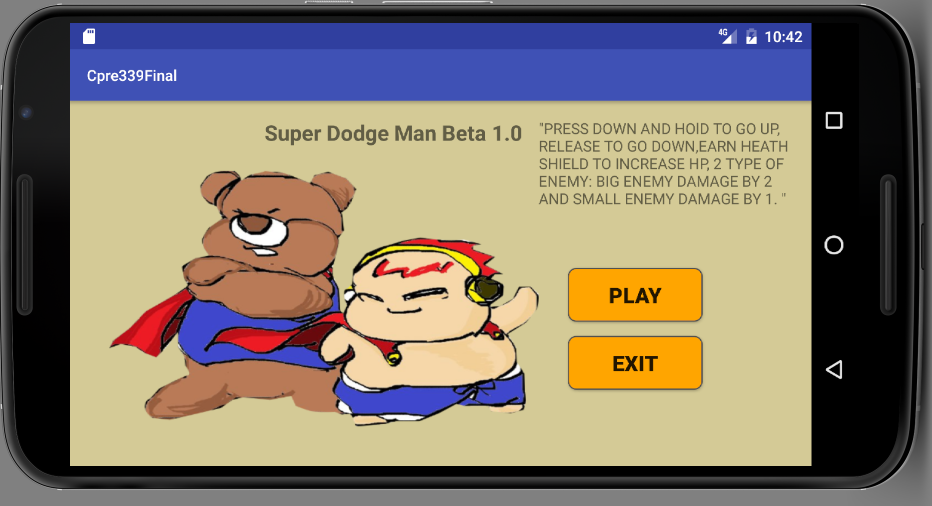 4G 10:42
Cpre339Final
Super Dodge Man Beta 1.0
"PRESS DOWN AND HOID TO GO UP,
RELEASE TO GO DOWN,EARN HEATH
SHIELD TO INCREASE HP, 2 TYPE OF
ENEMY: BIG ENEMY DAMAGE BY 2
AND SMALL ENEMY DAMAGE BY 1. "
PLAY
EXIT